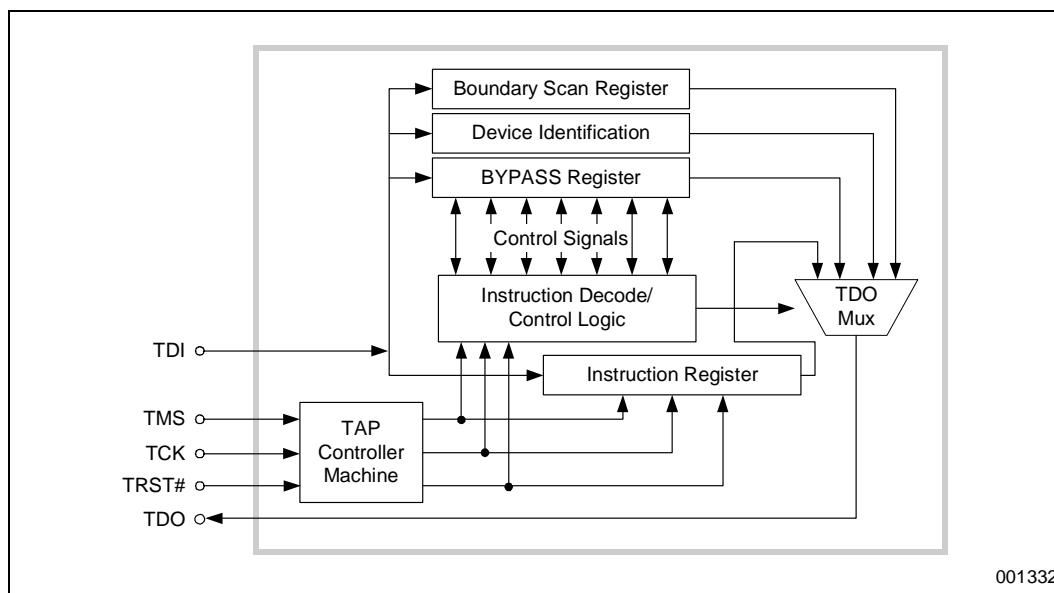 Boundary Scan Register
Device Identification
BYPASS Register
Control Signals
Instruction Decode/
Control Logic
TDO
Mux
TDI
Instruction Register
TMS
TCK
TRST#
TDO
TAP
Controller
Machine
001332